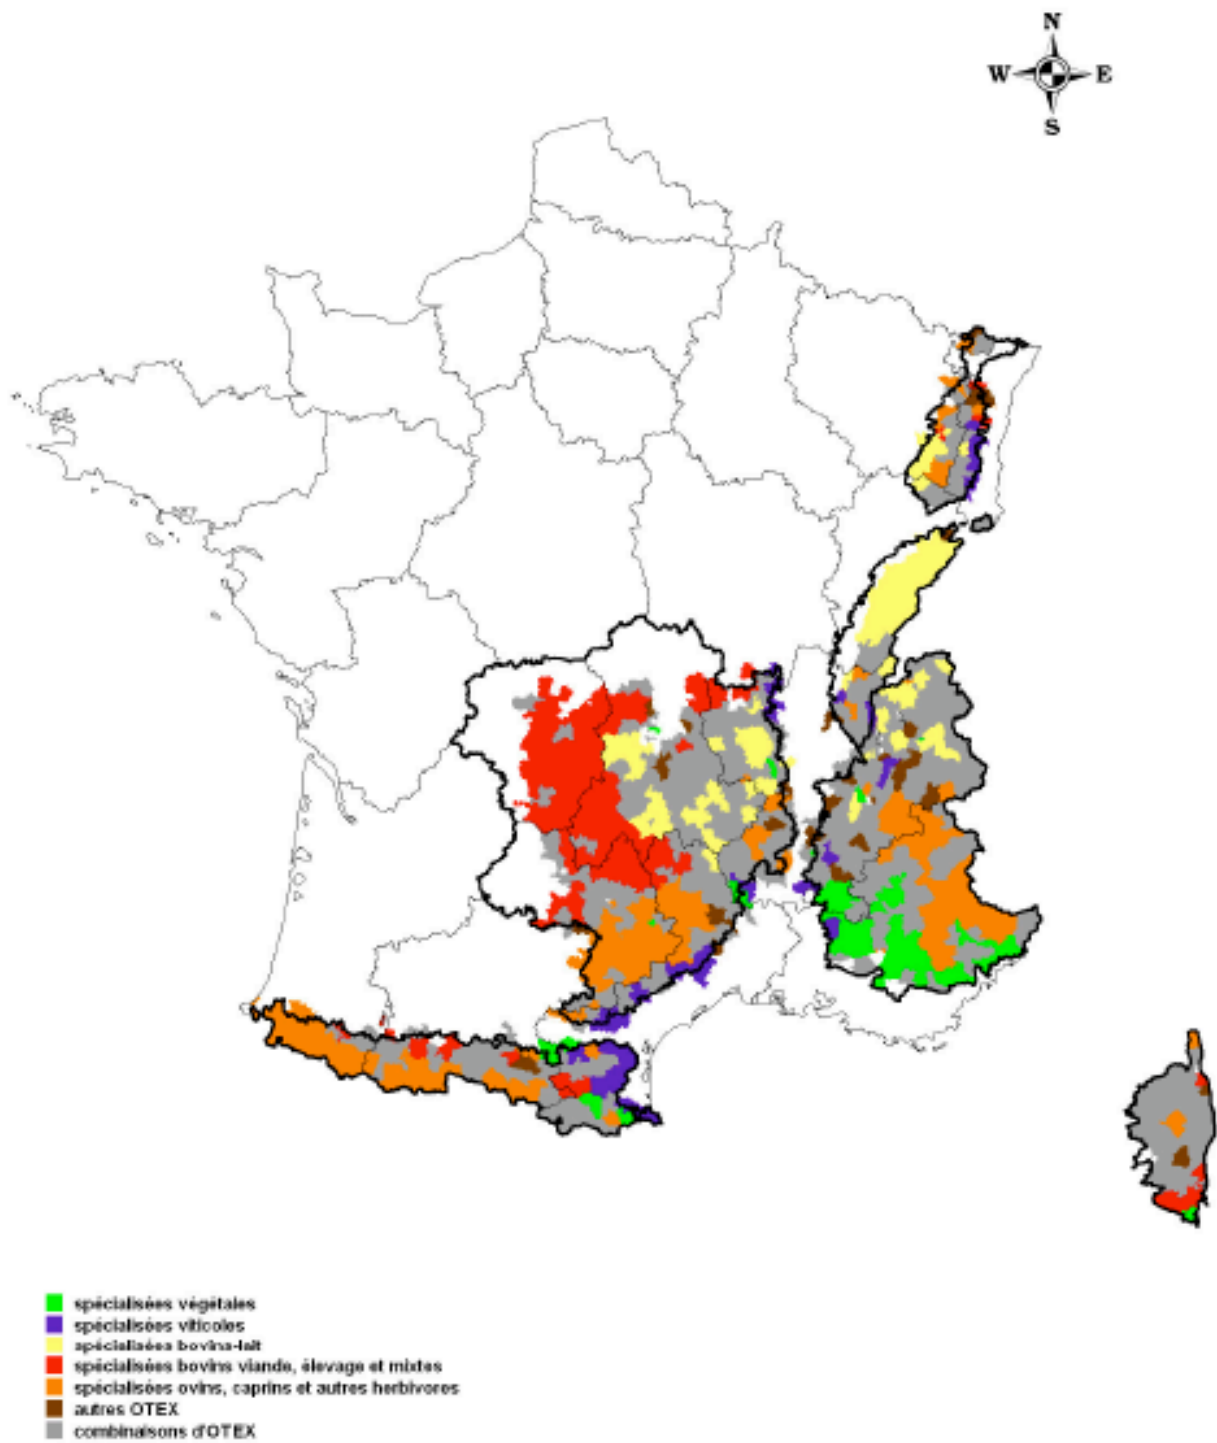 N
W E
S
spécialisées végétales
spécialisées viticoles
spécialisées bovins-lait
spécialisées bovins viande, élevage et mixtes
spécialisées ovins, caprins et autres herbivores
autres OTEX
combinaisons d'OTEX